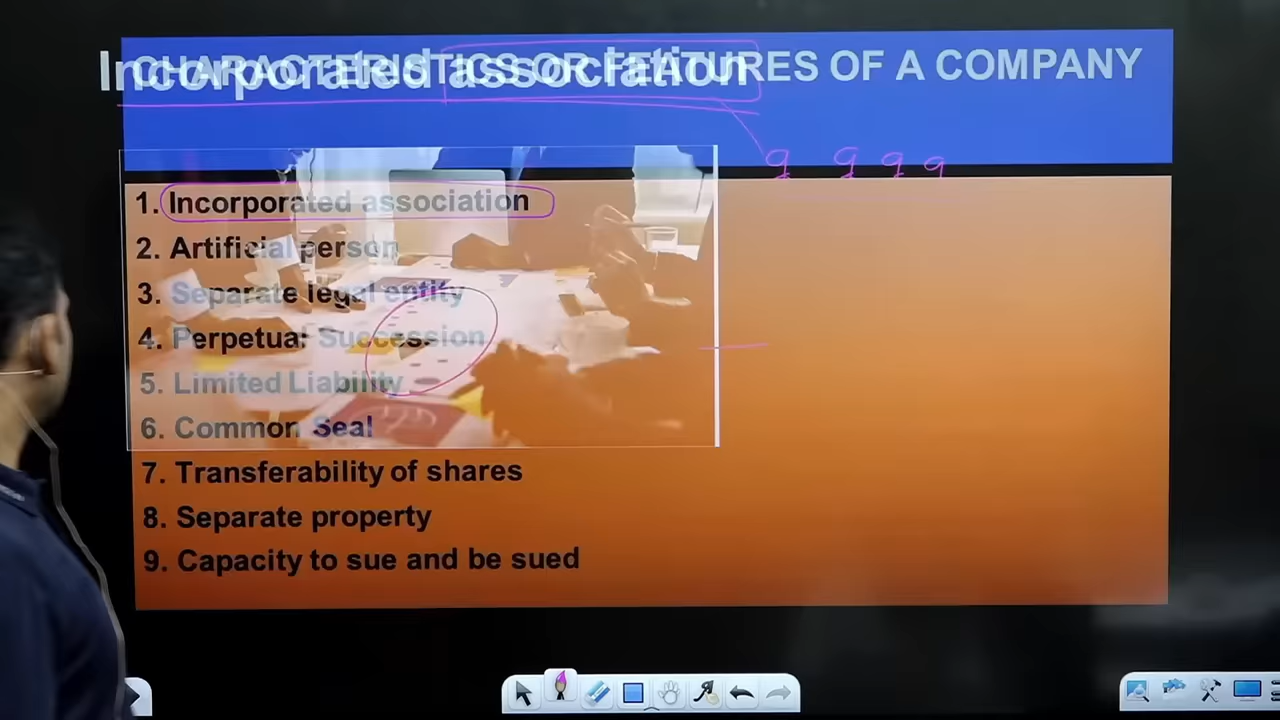 CHARACTERISTICS OR FEATURES OF A COMPANY
Incorporated association
1. Incorporated association
2. Artificial person
3. Separate legal entity
4. Perpetual Succession
5. Limited Liability
6. Common Seal
7. Transferability of shares
8. Separate property
9. Capacity to sue and be sued